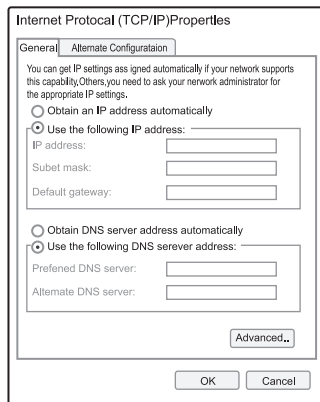 Internet Protocal (TCP/IP)Properties
General
Alternate Configurataion
You can get IP settings ass igned automatically if your network supports
this capability,Others,you need to ask your network administrator for
the appropriate IP settings.
Obtain an IP address automatically
Use the following IP address:
IP address:
Subet mask:
Default gateway:
Obtain DNS server address automatically
Use the following DNS serever address:
Prefened DNS server:
Alternate DNS server:
Advanced..
OK
Cancel